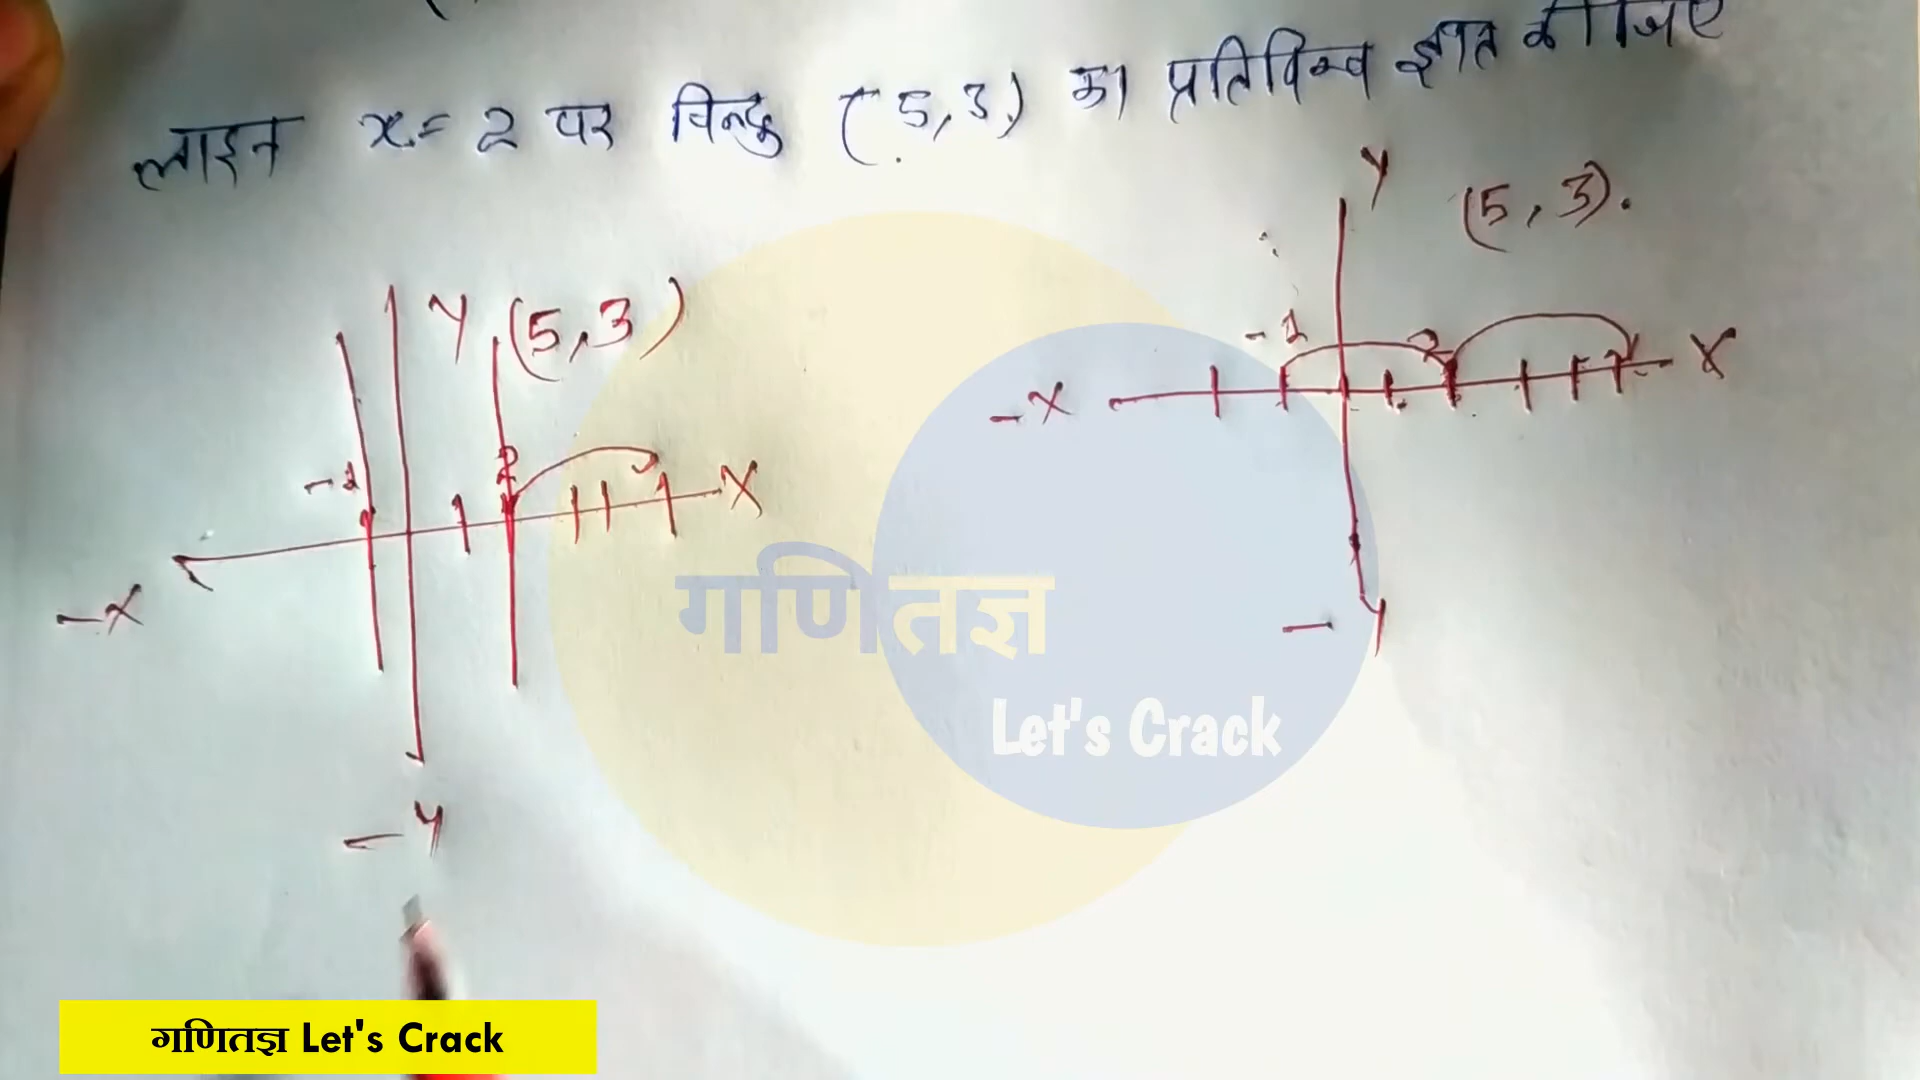 लाइन x = 2 पर विन्दु (5,3) का प्रतिविम्ब ज्ञात कीजिए
Y (5,3).
Y (5,3)
-1 2
-X X
-1 2 X
-X
-Y
-Y
गणितज्ञ
Let's Crack
गणितज्ञ Let's Crack